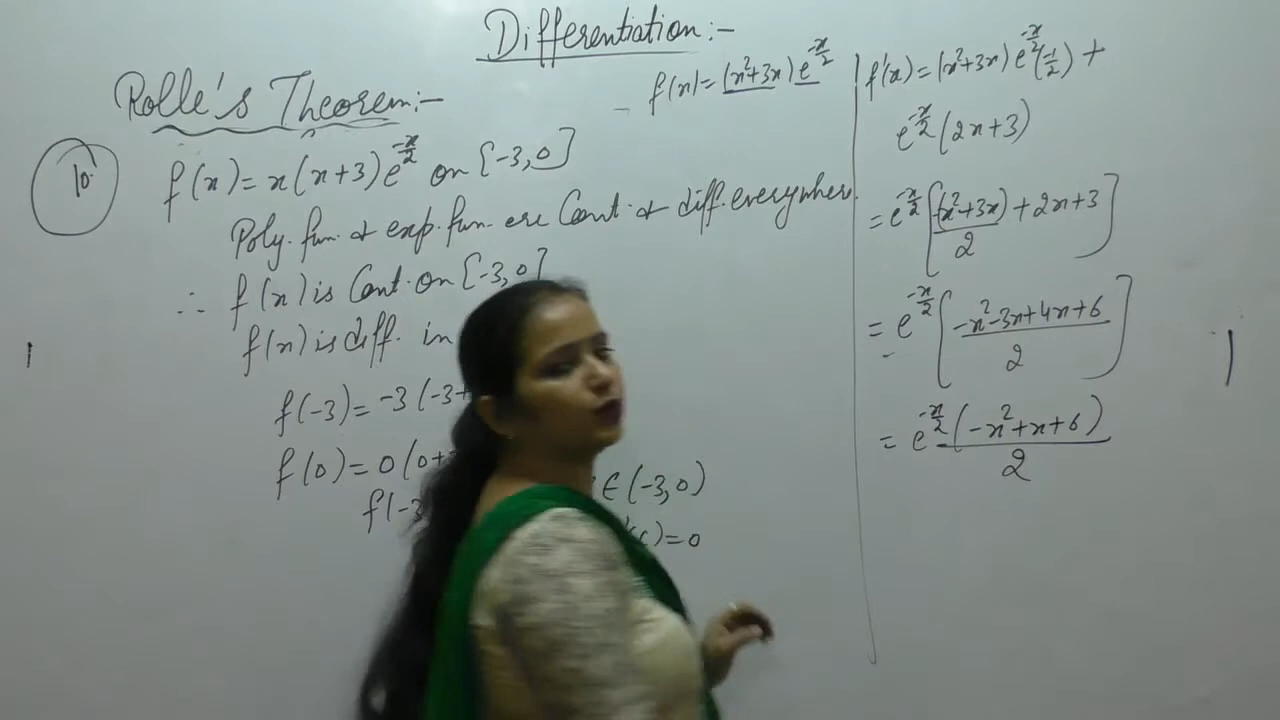 Differentiation:-
Rolle's Theorem:-
10.
f(x)= x(x+3)e^{-x/2} on [-3,0]
Poly. fun. & exp. fun. are Cont. & diff. everywhere.
∴ f(x) is Cont. on [-3,0]
f(x) is diff. in
f(-3)= -3(-3+
f(0)= 0(0+
f(-3
∈(-3,0)
'(c)=0
f(x)= (x²+3x) e^{-x/2}
f'(x)= (x²+3x) e^{-x/2}(-1/2) +
e^{-x/2}(2x+3)
= e^{-x/2}[-(x²+3x)/2 + 2x+3]
= e^{-x/2}[(-x²-3x+4x+6)/2]
= e^{-x/2}(-x²+x+6)/2